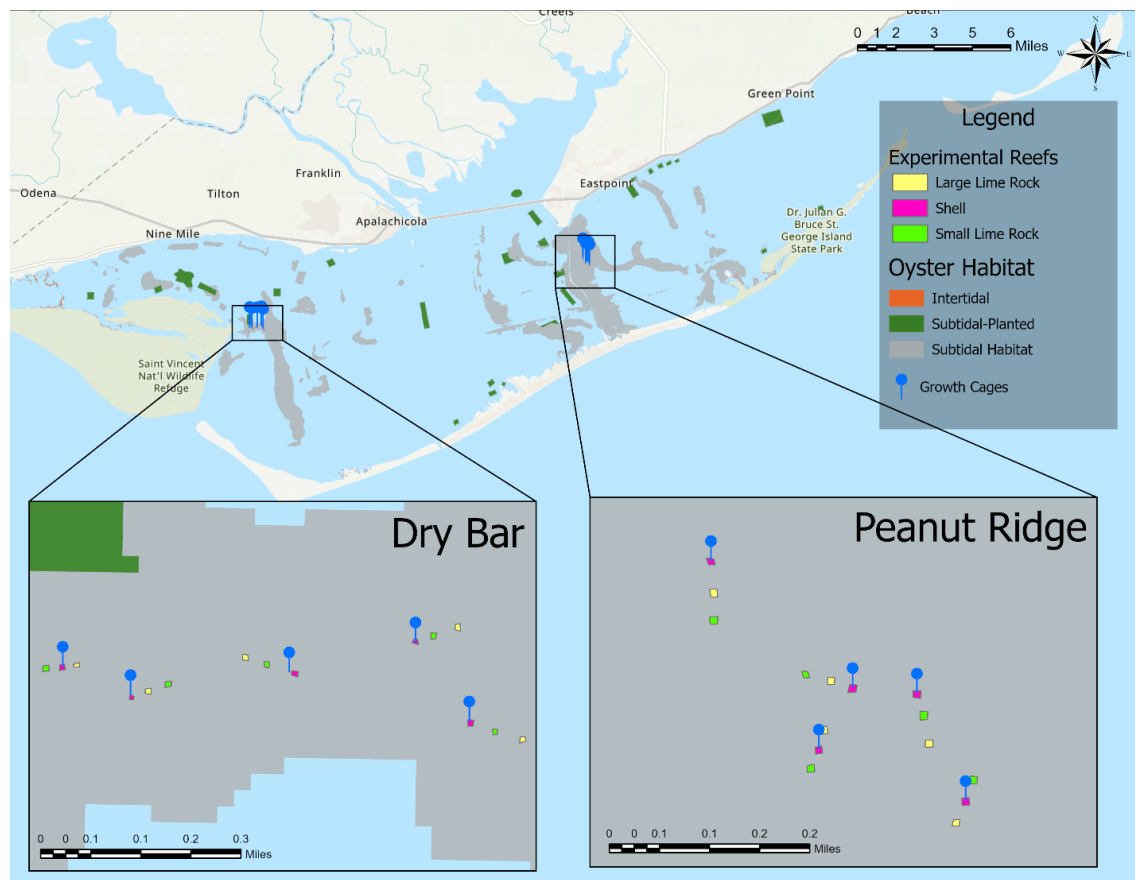 Creels
Beach
0 1 2 3 4 5 6
Miles
N
W E
S
Green Point
Legend
Experimental Reefs
Large Lime Rock
Shell
Small Lime Rock
Oyster Habitat
Intertidal
Subtidal-Planted
Subtidal Habitat
Growth Cages
Odena
Tilton
Franklin
Eastpoint
Apalachicola
Nine Mile
Dr. Julian G.
Bruce St.
George Island
State Park
Saint Vincent
Nat'l Wildlife
Refuge
Dry Bar
0 0 0.1 0.1 0.2 0.3
Miles
Peanut Ridge
0 0 0.1 0.1 0.2 0.2
Miles